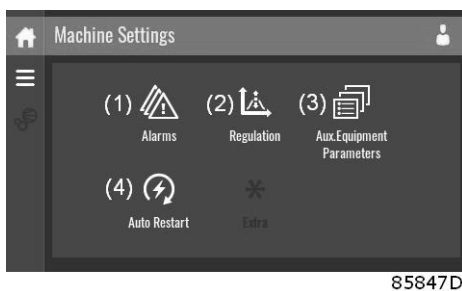 Machine Settings
(1) (2) (3)
Alarms Regulation Aux.Equipment
Parameters
(4)
Auto Restart Extra
85847D